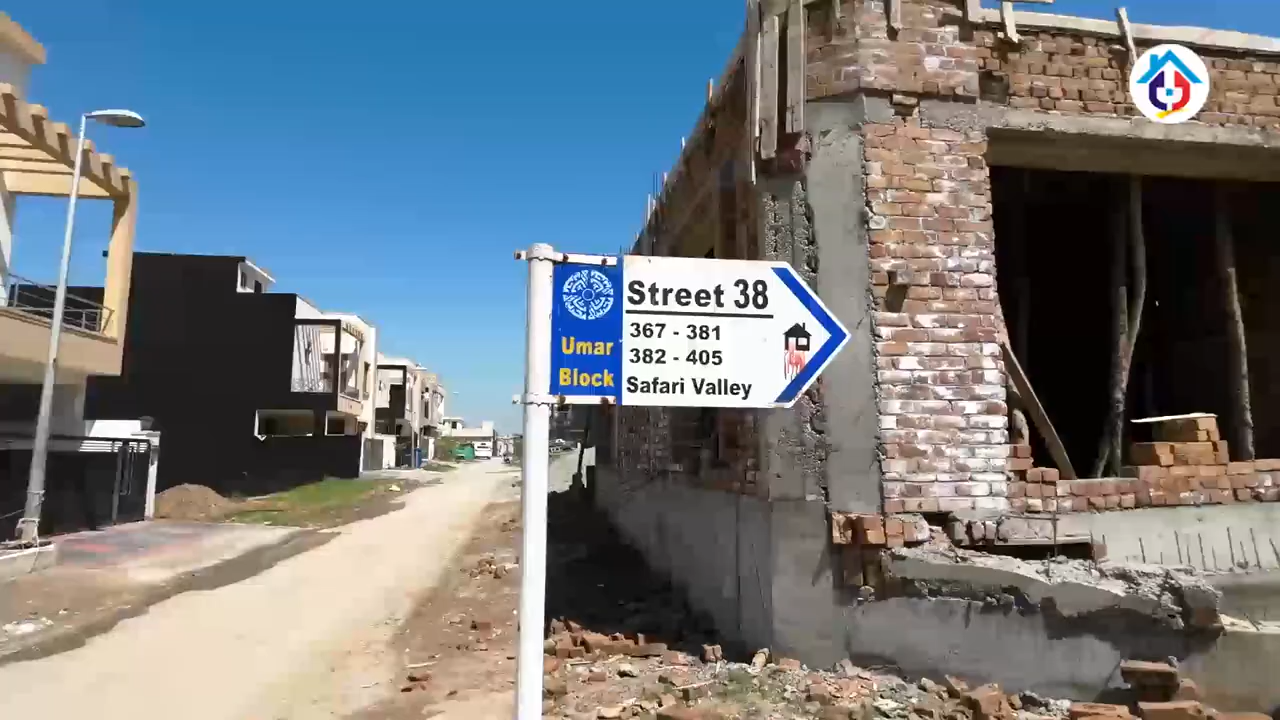 Street 38
367 - 381
382 - 405
Safari Valley
Umar
Block